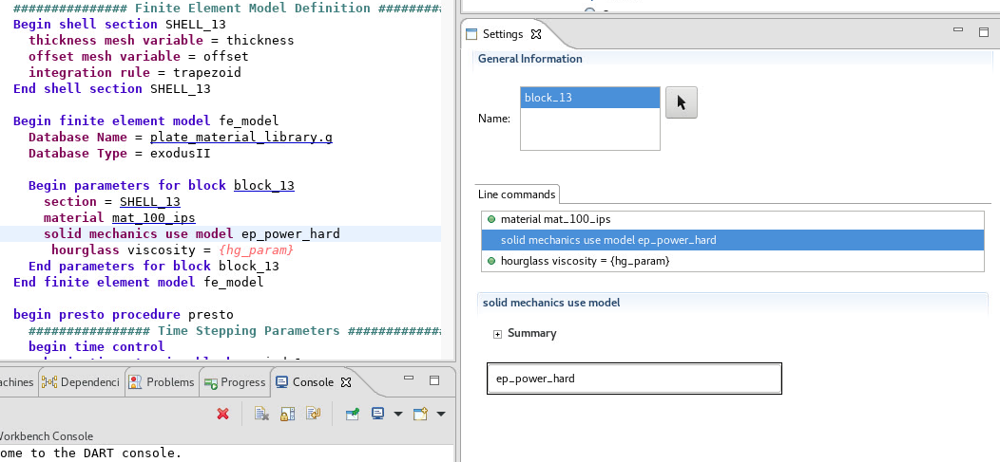 ############### Finite Element Model Definition #########
Begin shell section SHELL_13
thickness mesh variable = thickness
offset mesh variable = offset
integration rule = trapezoid
End shell section SHELL_13
Begin finite element model fe_model
Database Name = plate_material_library.g
Database Type = exodusII
Begin parameters for block block_13
section = SHELL_13
material mat_100_ips
solid mechanics use model ep_power_hard
hourglass viscosity = {hg_param}
End parameters for block block_13
End finite element model fe_model
begin presto procedure presto
################ Time Stepping Parameters #############
begin time control
achines
Dependenci
Problems
Progress
Console
Workbench Console
ome to the DART console.
Settings
General Information
Name:
block_13
Line commands
material mat_100_ips
solid mechanics use model ep_power_hard
hourglass viscosity = {hg_param}
solid mechanics use model
Summary
ep_power_hard